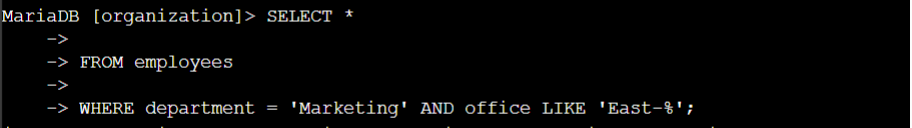 MariaDB [organization]> SELECT *
->
-> FROM employees
->
-> WHERE department = 'Marketing' AND office LIKE 'East-%';